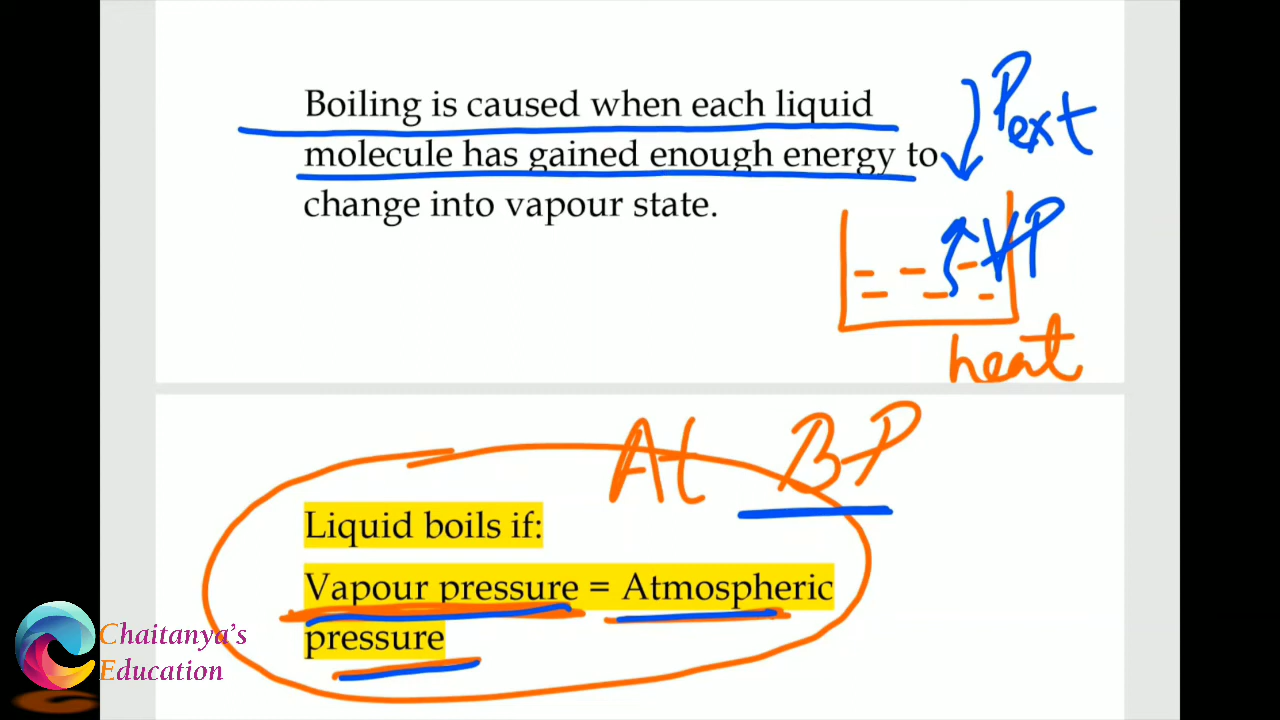 Boiling is caused when each liquid
molecule has gained enough energy to
change into vapour state.
Pext
VP
heat
At BP
Liquid boils if:
Vapour pressure = Atmospheric
pressure
Chaitanya's
Education